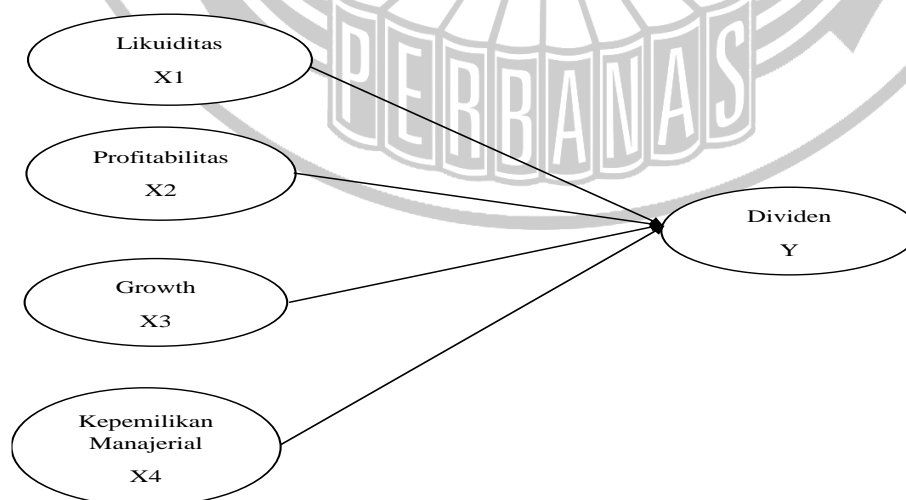 PERBANAS
Likuiditas
X1
Profitabilitas
X2
Growth
X3
Kepemilikan
Manajerial
X4
Dividen
Y